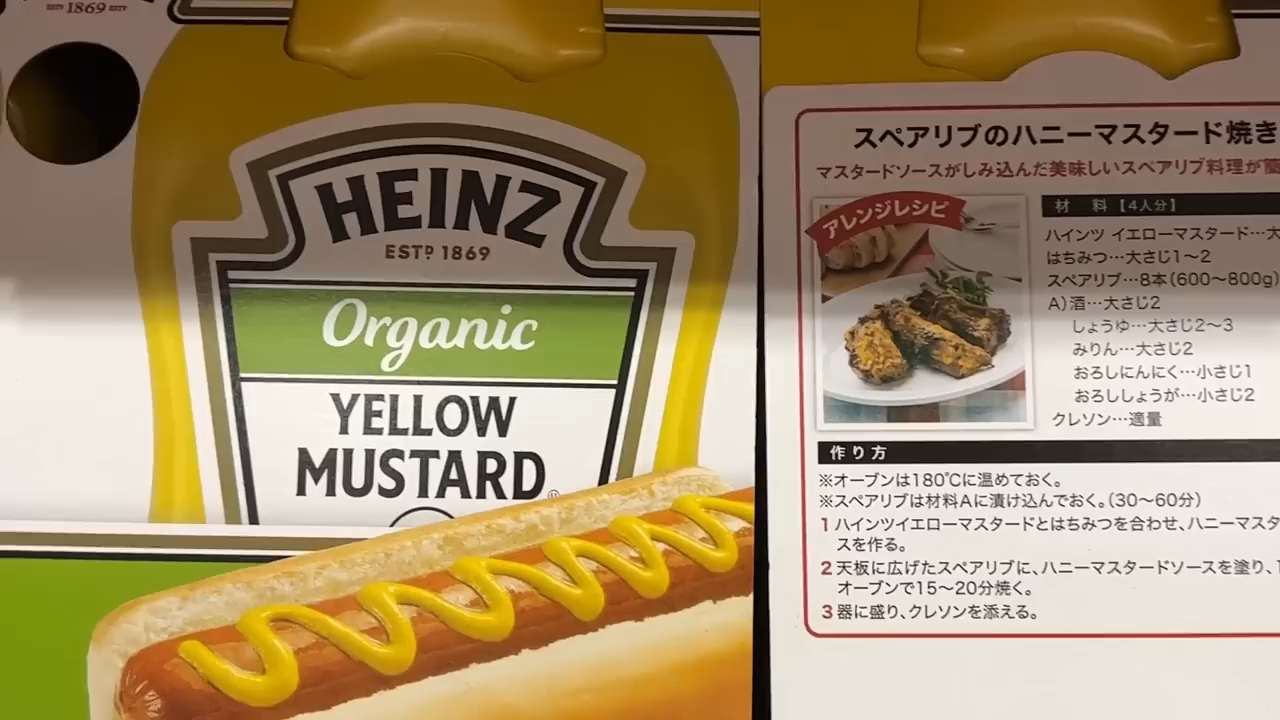 ESTD 1869 ESTD
HEINZ
ESTD 1869
Organic
YELLOW
MUSTARD
スペアリブのハニーマスタード焼き
マスタードソースがしみ込んだ美味しいスペアリブ料理が簡
アレンジレシピ
材 料【4人分】
ハインツ イエローマスタード…大
はちみつ…大さじ1〜2
スペアリブ…8本(600〜800g)
A)酒…大さじ2
しょうゆ…大さじ2〜3
みりん…大さじ2
おろしにんにく…小さじ1
おろししょうが…小さじ2
クレソン…適量
作り方
※オーブンは180℃に温めておく。
※スペアリブは材料Aに漬け込んでおく。(30〜60分)
1 ハインツイエローマスタードとはちみつを合わせ、ハニーマスタ
スを作る。
2 天板に広げたスペアリブに、ハニーマスタードソースを塗り、1
オーブンで15〜20分焼く。
3 器に盛り、クレソンを添える。